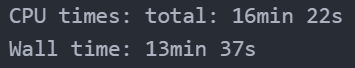 CPU times: total: 16min 22s
Wall time: 13min 37s